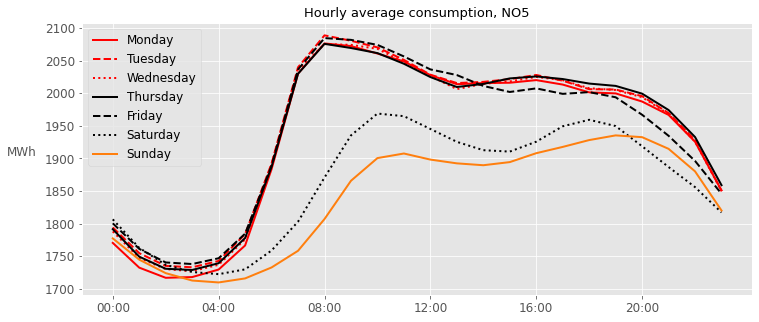 Hourly average consumption, NO5
2100
2050
2000
1950
1900
1850
1800
1750
1700
MWh
Monday
Tuesday
Wednesday
Thursday
Friday
Saturday
Sunday
00:00 04:00 08:00 12:00 16:00 20:00